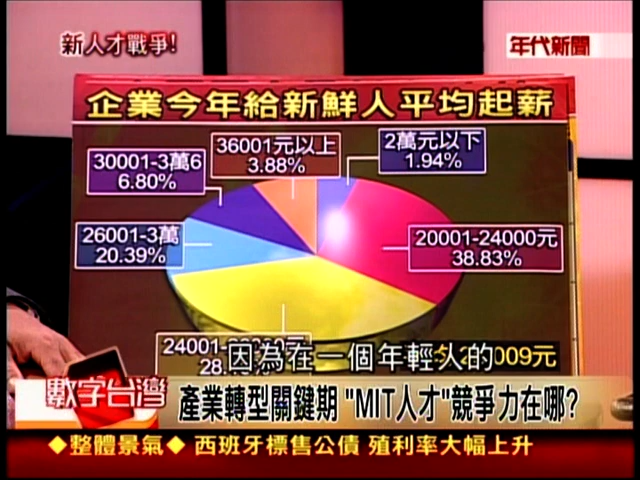 新人才戰爭!
年代新聞
企業今年給新鮮人平均起薪
36001元以上
3.88%
2萬元以下
1.94%
30001-3萬6
6.80%
26001-3萬
20.39%
20001-24000元
38.83%
24001-
28.
009元
因為在一個年輕人的
數字台灣
產業轉型關鍵期 "MIT人才"競爭力在哪?
◆整體景氣◆ 西班牙標售公債 殖利率大幅上升